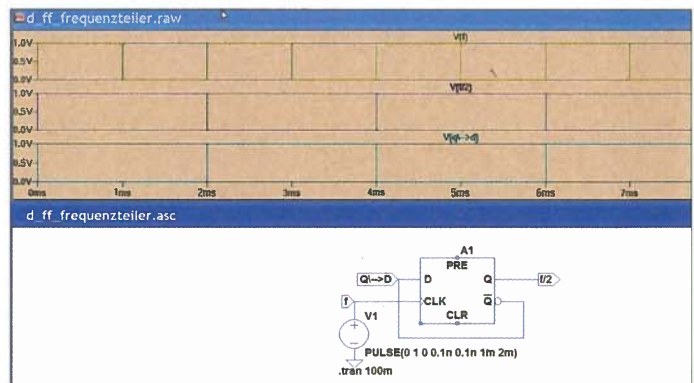 d_ff_frequenzteiler.raw
V(f)
1.0V
0.5V
0.0V
V(f/2)
1.0V
0.5V
0.0V
V(q\-->d)
1.0V
0.5V
0.0V
0ms 1ms 2ms 3ms 4ms 5ms 6ms 7ms
d_ff_frequenzteiler.asc
A1
PRE
Q\-->D D Q f/2
f CLK Q̅
V1 CLR
PULSE(0 1 0 0.1n 0.1n 1m 2m)
.tran 100m